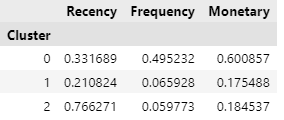 Recency Frequency Monetary
Cluster
0 0.331689 0.495232 0.600857
1 0.210824 0.065928 0.175488
2 0.766271 0.059773 0.184537